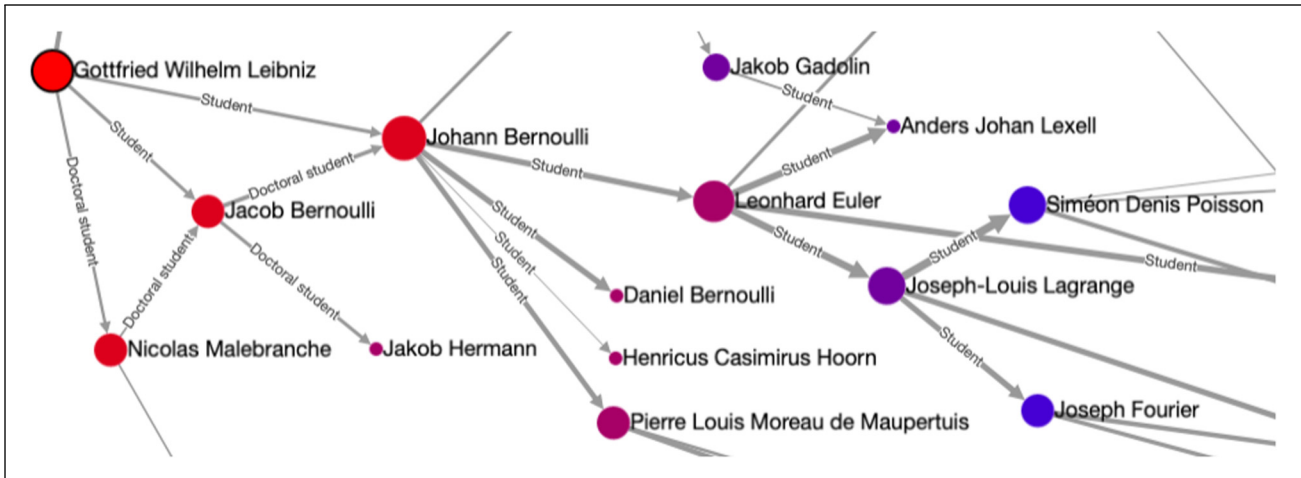 Gottfried Wilhelm Leibniz
Jakob Gadolin
Student
Student
Anders Johan Lexell
Johann Bernoulli
Student
Student
Student
Doctoral student
Doctoral student
Leonhard Euler
Siméon Denis Poisson
Jacob Bernoulli
Student
Student
Student
Student
Student
Doctoral student
Doctoral student
Student
Joseph-Louis Lagrange
Daniel Bernoulli
Student
Nicolas Malebranche
Jakob Hermann
Henricus Casimirus Hoorn
Joseph Fourier
Pierre Louis Moreau de Maupertuis